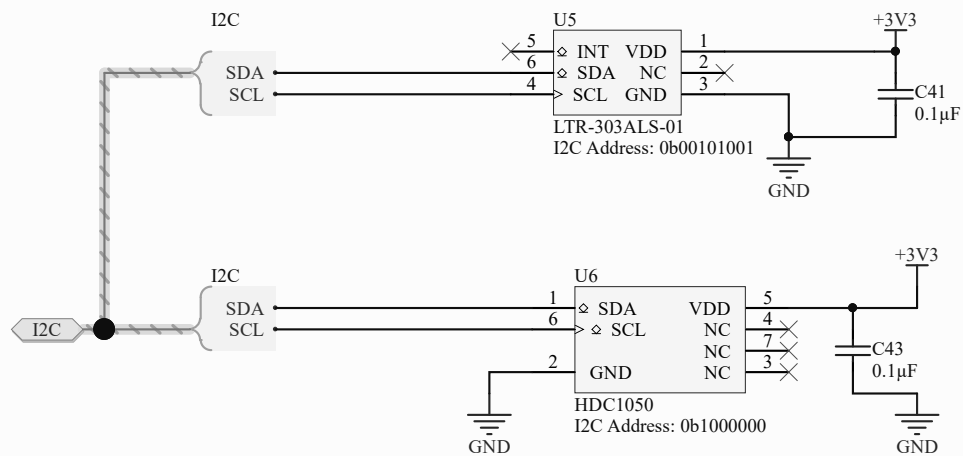 I2C
SDA
SCL
U5
5 INT VDD 1
6 SDA NC 2
4 SCL GND 3
LTR-303ALS-01
I2C Address: 0b00101001
+3V3
C41
0.1µF
GND
I2C
I2C
SDA
SCL
U6
1 SDA VDD 5
6 SCL NC 4
NC 7
2 GND NC 3
HDC1050
I2C Address: 0b1000000
GND
+3V3
C43
0.1µF
GND